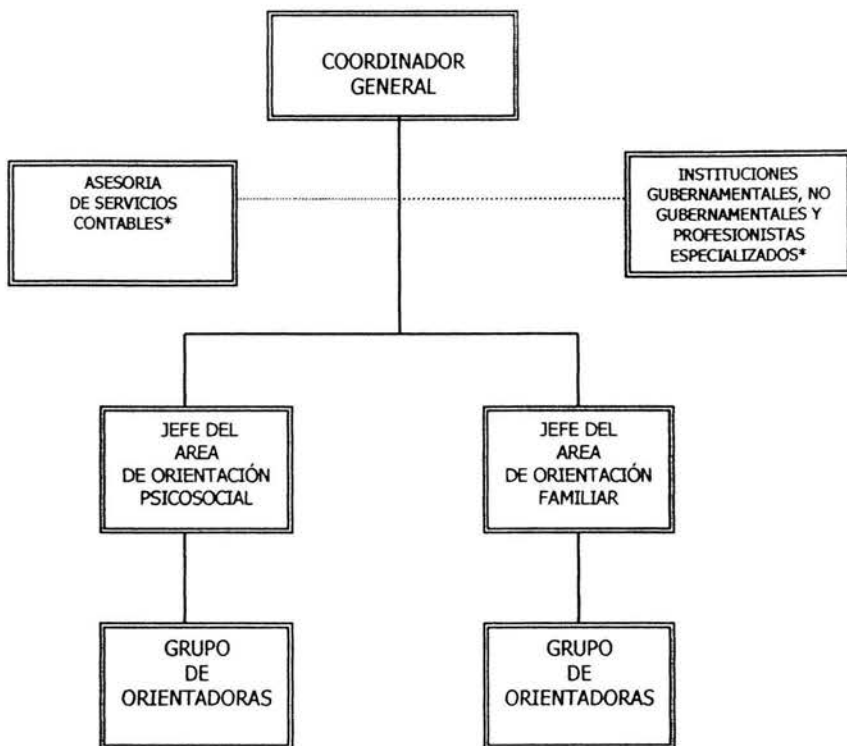 COORDINADOR
GENERAL
ASESORIA
DE SERVICIOS
CONTABLES*
INSTITUCIONES
GUBERNAMENTALES, NO
GUBERNAMENTALES Y
PROFESIONISTAS
ESPECIALIZADOS*
JEFE DEL
AREA
DE ORIENTACIÓN
PSICOSOCIAL
JEFE DEL
AREA
DE ORIENTACIÓN
FAMILIAR
GRUPO
DE
ORIENTADORAS
GRUPO
DE
ORIENTADORAS